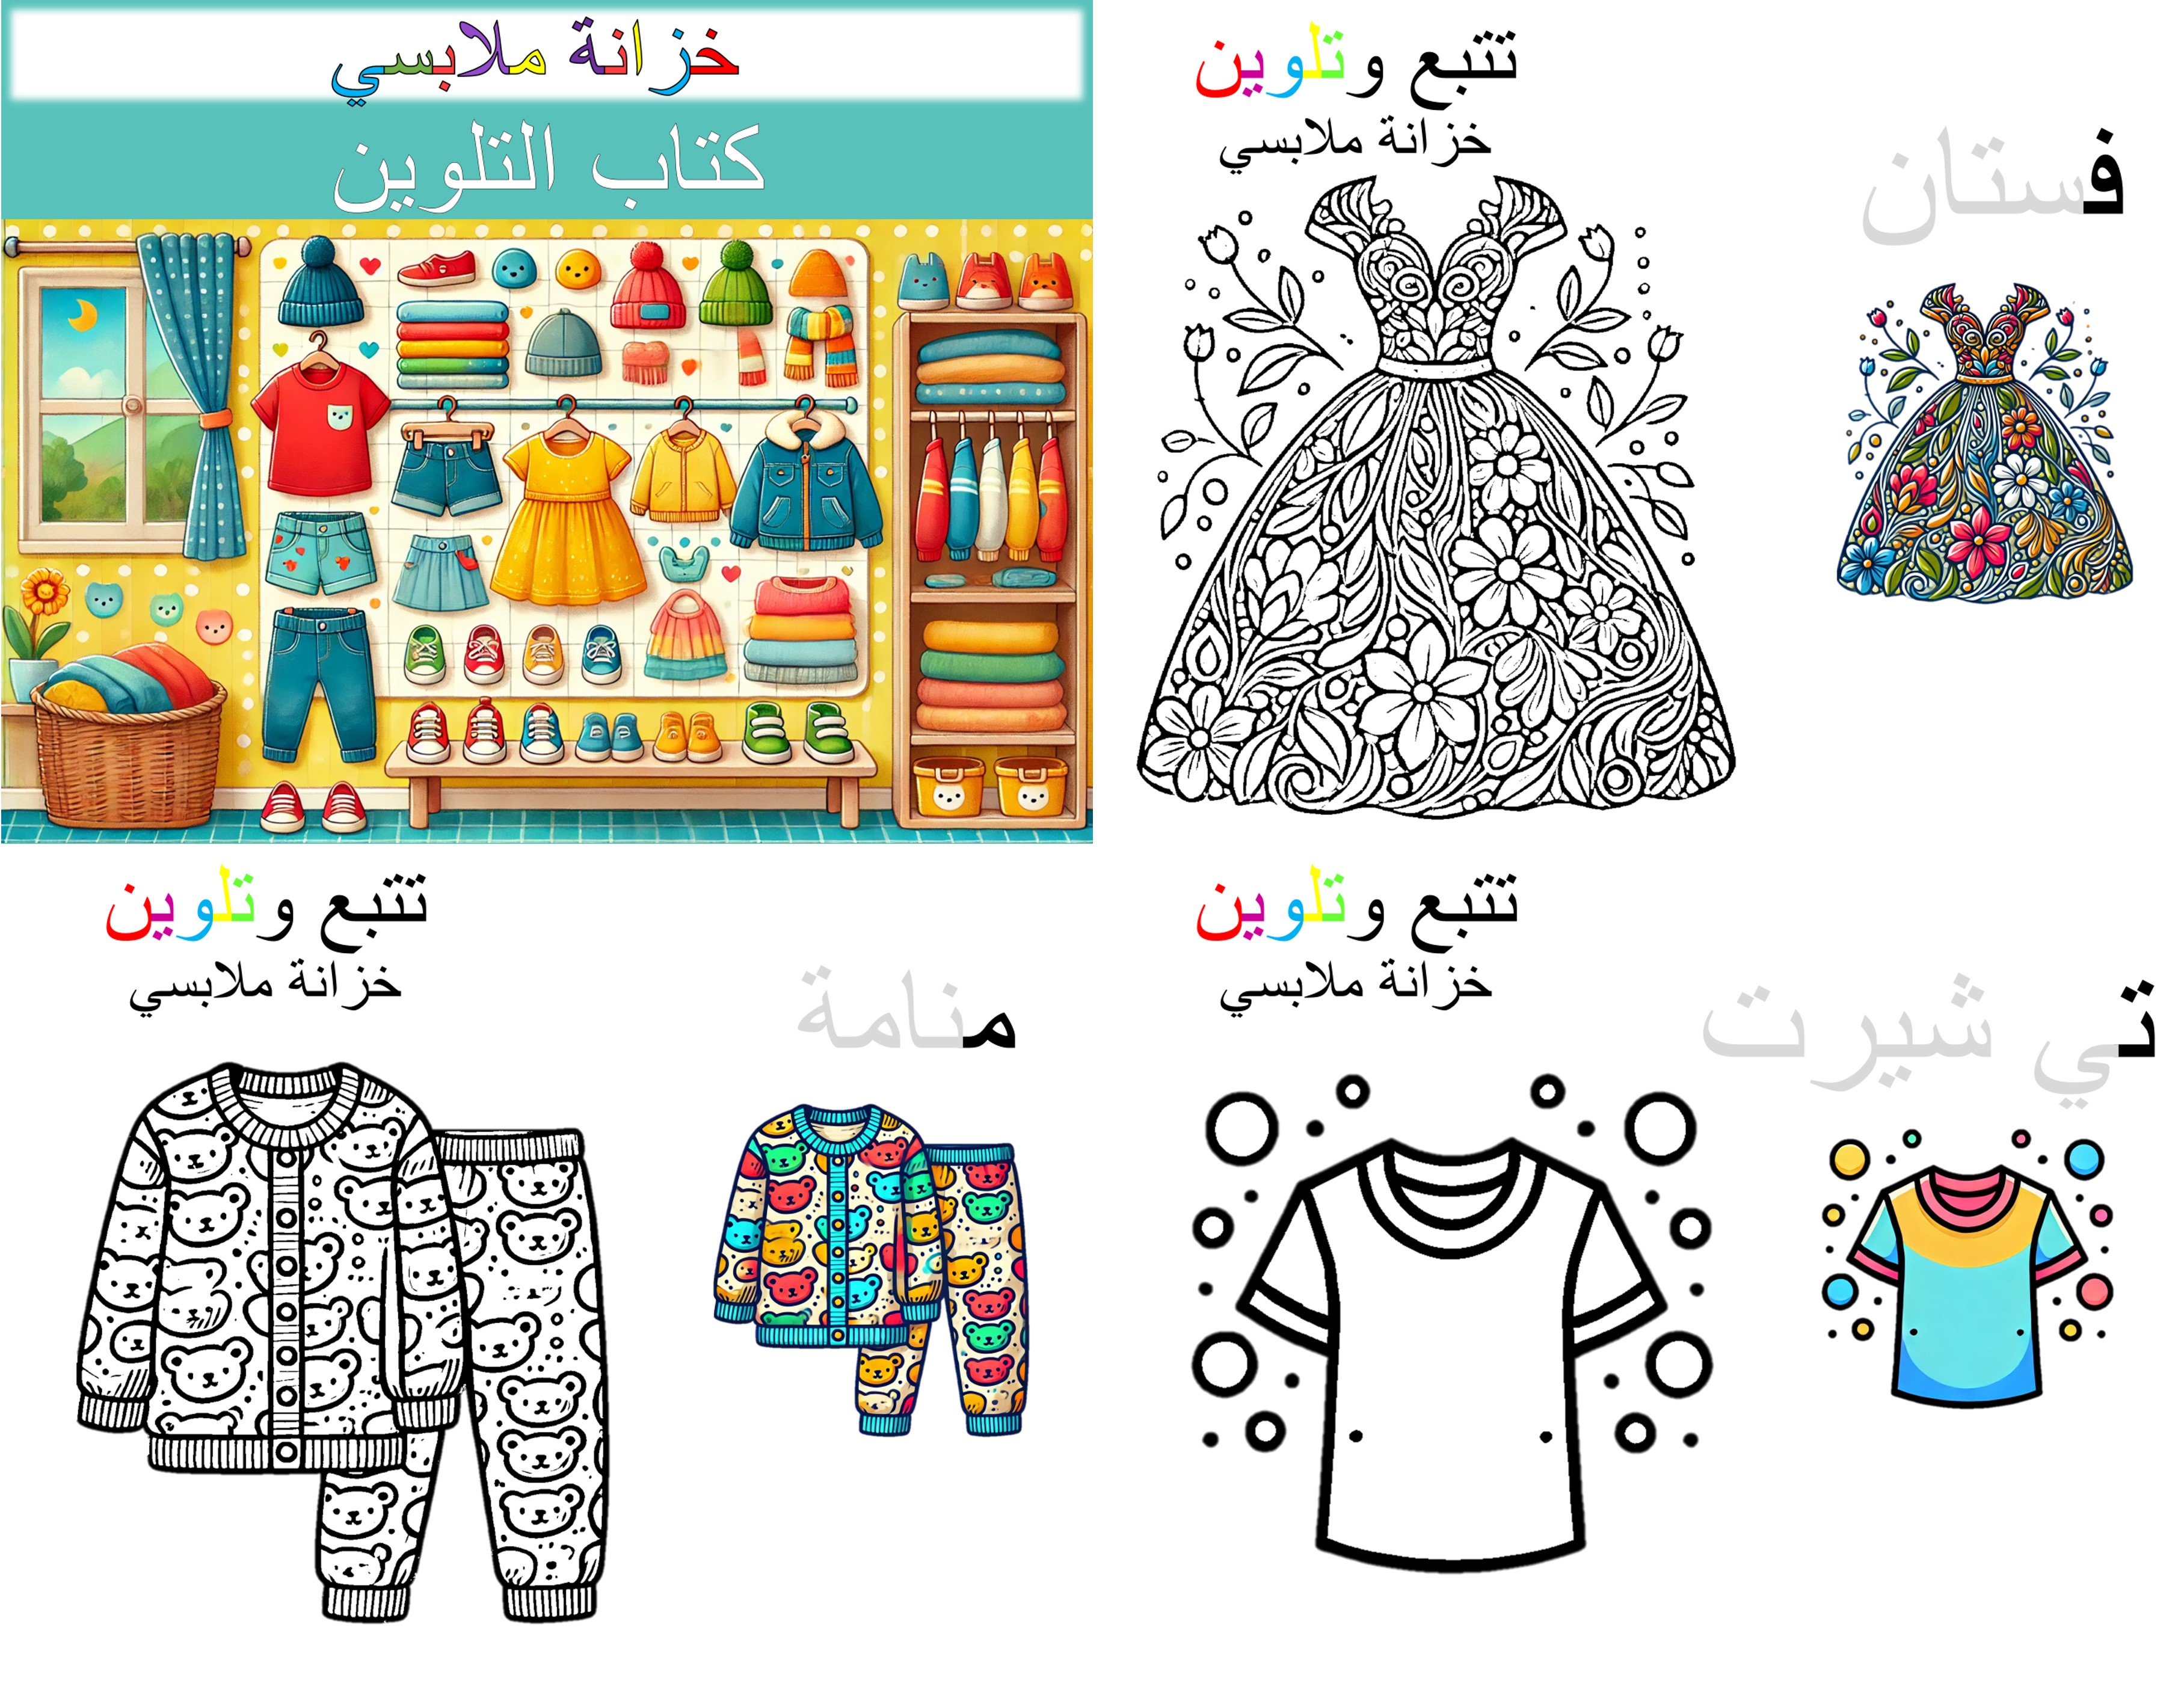 خزانة ملابسي
كتاب التلوين
تتبع وتلوين
خزانة ملابسي
فستان
تتبع وتلوين
خزانة ملابسي
منامة
تتبع وتلوين
خزانة ملابسي
تي شيرت